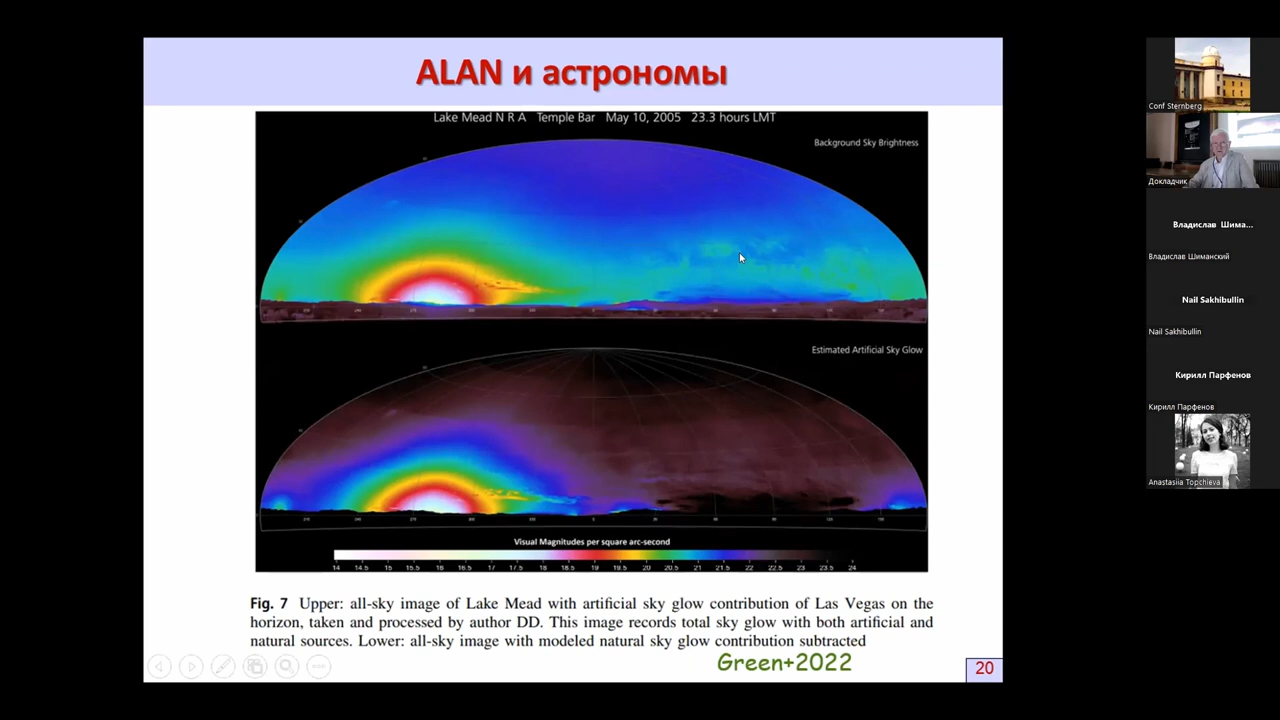 ALAN и астрономы
Lake Mead N R A Temple Bar May 10, 2005 23.3 hours LMT
Background Sky Brightness
Estimated Artificial Sky Glow
Visual Magnitudes per square arc-second
14 14.5 15 15.5 16 16.5 17 17.5 18 18.5 19 19.5 20 20.5 21 21.5 22 22.5 23 23.5 24
Fig. 7 Upper: all-sky image of Lake Mead with artificial sky glow contribution of Las Vegas on the
horizon, taken and processed by author DD. This image records total sky glow with both artificial and
natural sources. Lower: all-sky image with modeled natural sky glow contribution subtracted
Green+2022
20
Conf Sternberg
Докладчик
Владислав Шима...
Владислав Шиманский
Nail Sakhibullin
Nail Sakhibullin
Кирилл Парфенов
Кирилл Парфенов
Anastasiia Topchieva